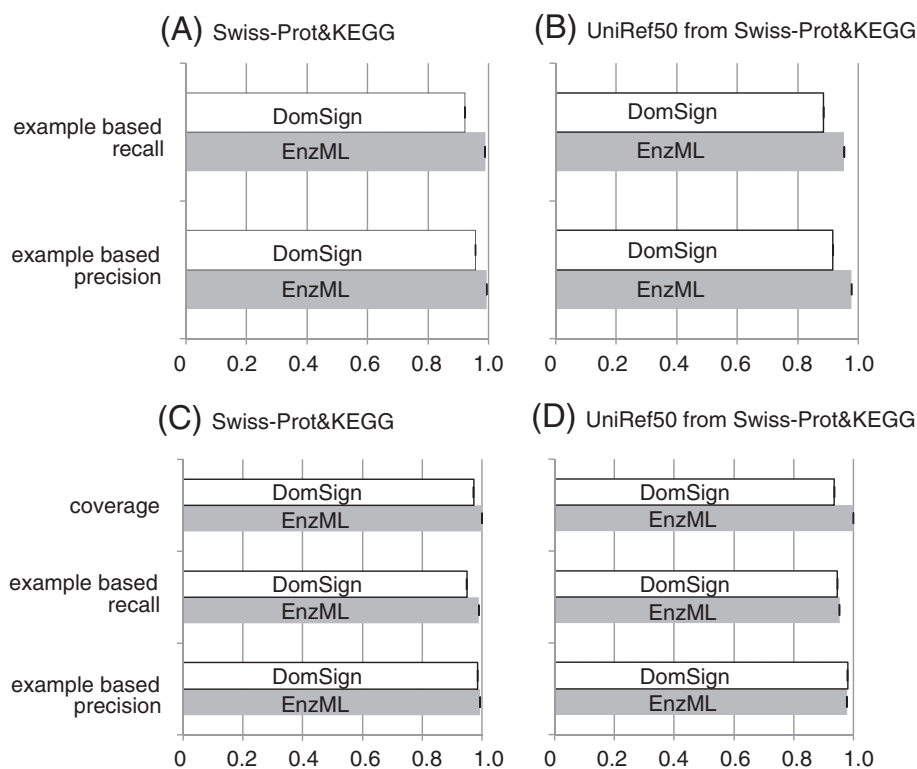 (A) Swiss-Prot&KEGG
(B) UniRef50 from Swiss-Prot&KEGG
example based
recall
DomSign
EnzML
DomSign
EnzML
example based
precision
DomSign
EnzML
DomSign
EnzML
0 0.2 0.4 0.6 0.8 1.0
0 0.2 0.4 0.6 0.8 1.0
(C) Swiss-Prot&KEGG
(D) UniRef50 from Swiss-Prot&KEGG
coverage
DomSign
EnzML
DomSign
EnzML
example based
recall
DomSign
EnzML
DomSign
EnzML
example based
precision
DomSign
EnzML
DomSign
EnzML
0 0.2 0.4 0.6 0.8 1.0
0 0.2 0.4 0.6 0.8 1.0